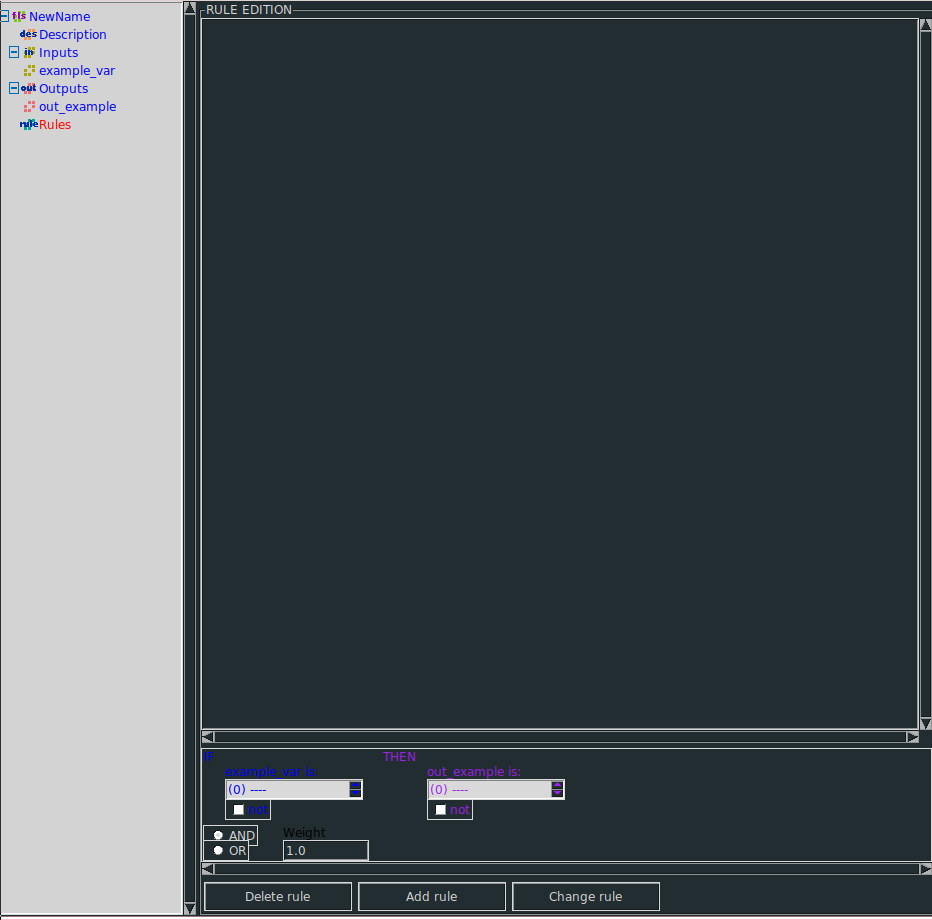 fis NewName
des Description
in Inputs
example_var
out Outputs
out_example
rule Rules
RULE EDITION
IF
THEN
example_var is:
out_example is:
(0) ----
(0) ----
not
not
AND
OR
Weight
1.0
Delete rule
Add rule
Change rule